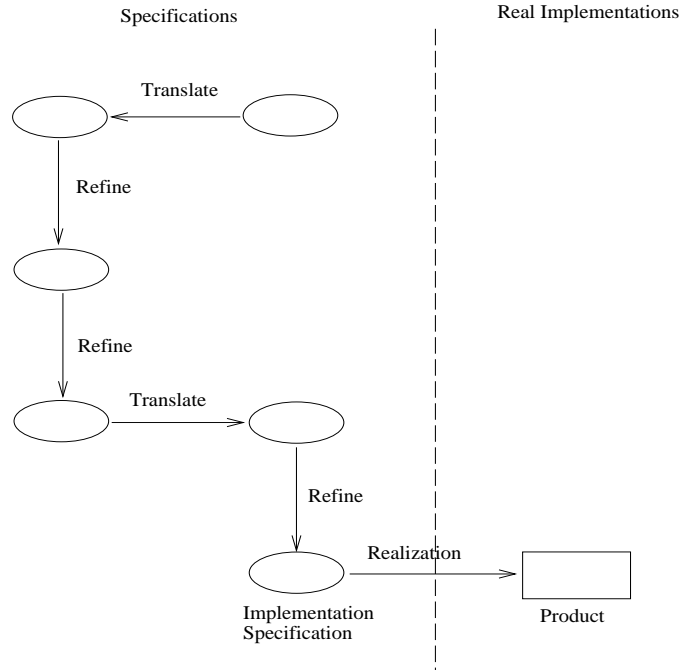 Specifications
Real Implementations
Translate
Refine
Refine
Translate
Refine
Realization
Implementation
Specification
Product